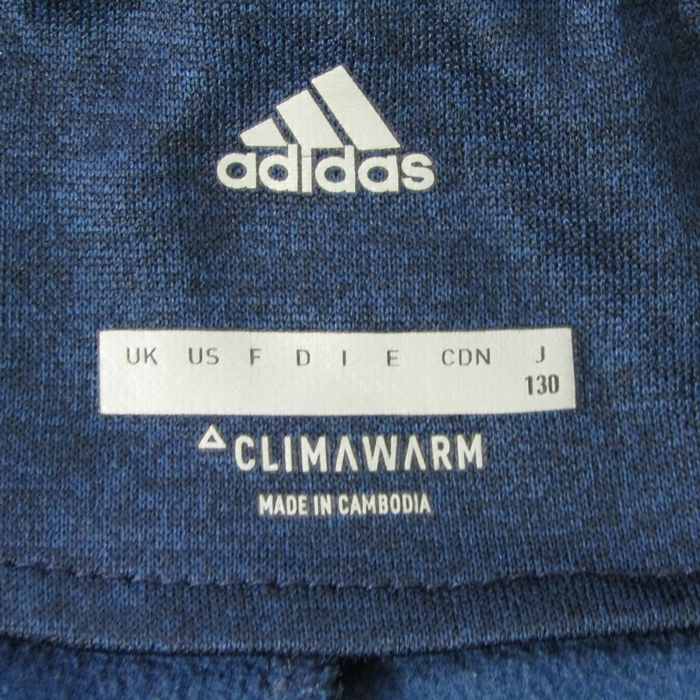 adidas
UK US F D I E CDN J
130
CLIMAWARM
MADE IN CAMBODIA